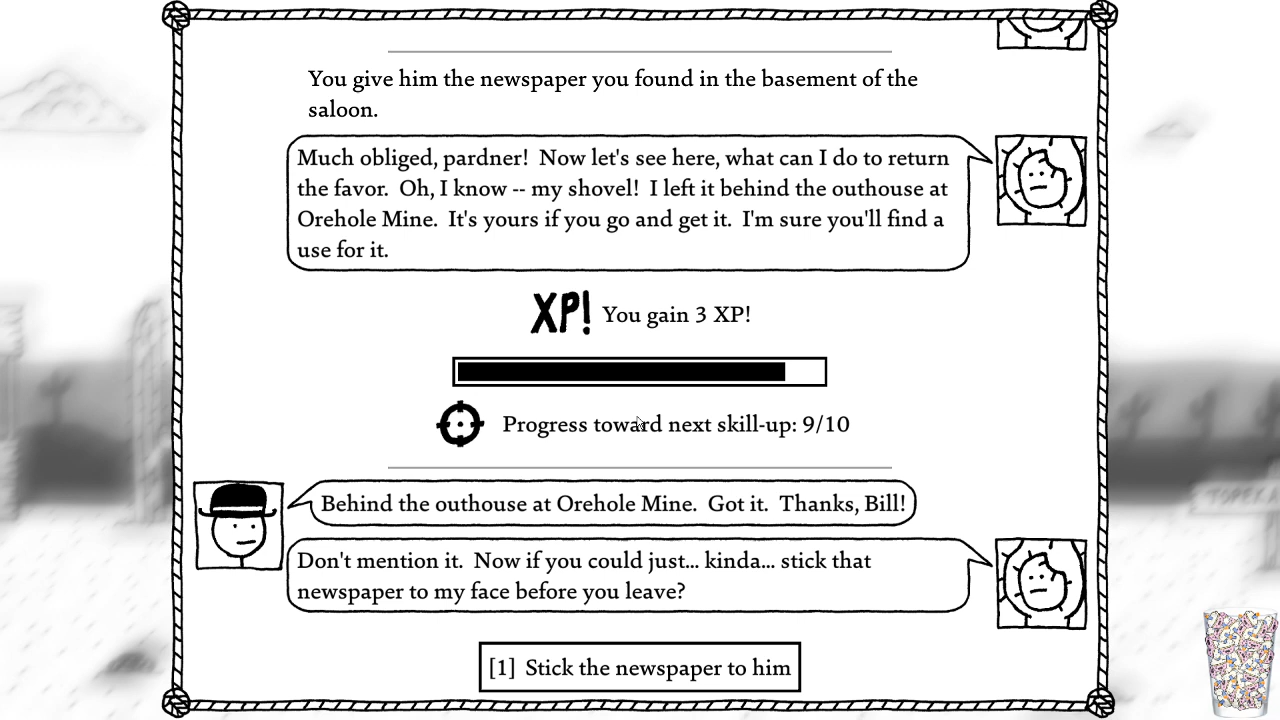 You give him the newspaper you found in the basement of the
saloon.
Much obliged, pardner!  Now let's see here, what can I do to return
the favor.  Oh, I know -- my shovel!  I left it behind the outhouse at
Orehole Mine.  It's yours if you go and get it.  I'm sure you'll find a
use for it.
XP! You gain 3 XP!
Progress toward next skill-up: 9/10
Behind the outhouse at Orehole Mine.  Got it.  Thanks, Bill!
Don't mention it.  Now if you could just... kinda... stick that
newspaper to my face before you leave?
TOPEKA
[1]  Stick the newspaper to him